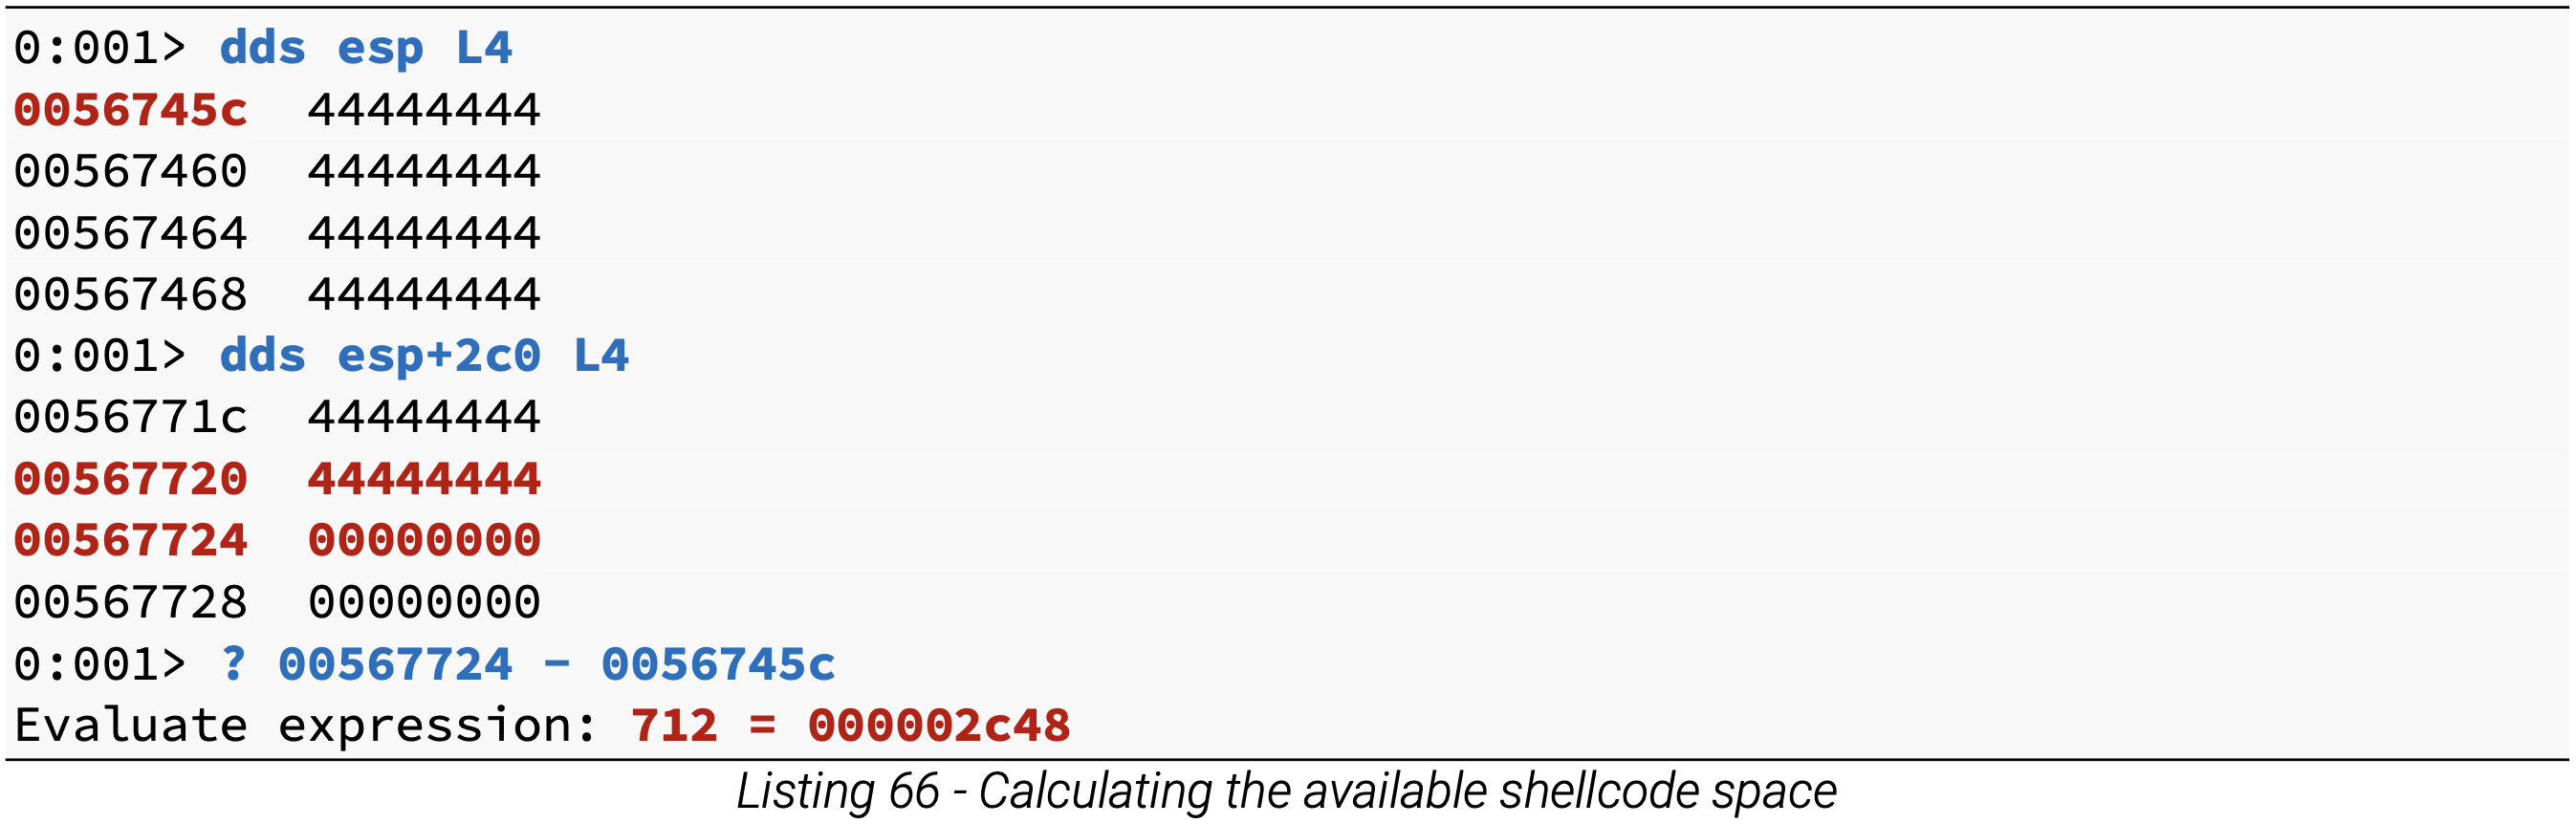 0:001> dds esp L4
0056745c  44444444
00567460  44444444
00567464  44444444
00567468  44444444
0:001> dds esp+2c0 L4
0056771c  44444444
00567720  44444444
00567724  00000000
00567728  00000000
0:001> ? 00567724 − 0056745c
Evaluate expression: 712 = 000002c48
Listing 66 - Calculating the available shellcode space